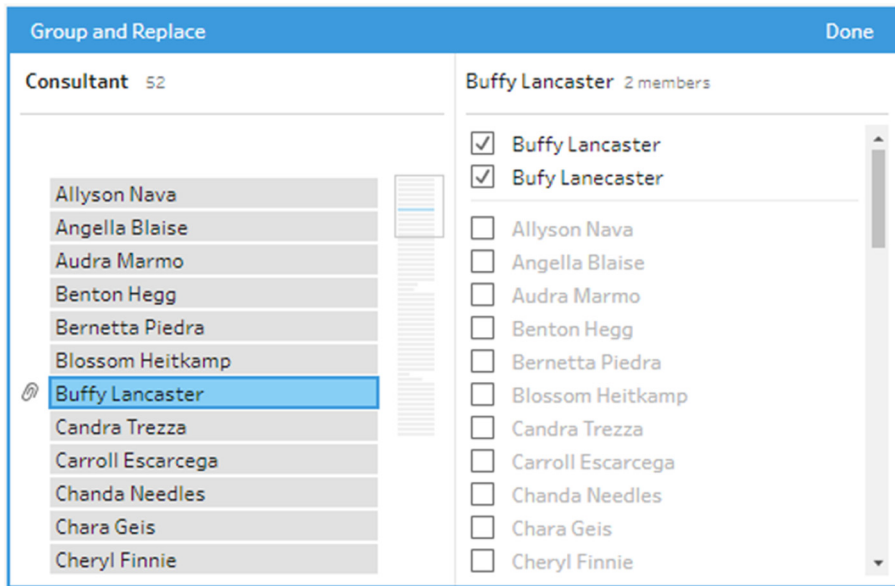 Group and Replace Done
Consultant 52
Allyson Nava
Angella Blaise
Audra Marmo
Benton Hegg
Bernetta Piedra
Blossom Heitkamp
Buffy Lancaster
Candra Trezza
Carroll Escarcega
Chanda Needles
Chara Geis
Cheryl Finnie
Buffy Lancaster 2 members
Buffy Lancaster
Bufy Lanecaster
Allyson Nava
Angella Blaise
Audra Marmo
Benton Hegg
Bernetta Piedra
Blossom Heitkamp
Candra Trezza
Carroll Escarcega
Chanda Needles
Chara Geis
Cheryl Finnie